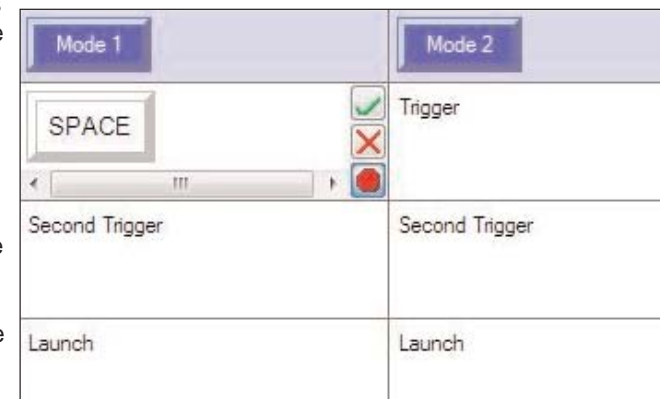 Mode 1 Mode 2
SPACE Trigger
Second Trigger Second Trigger
Launch Launch